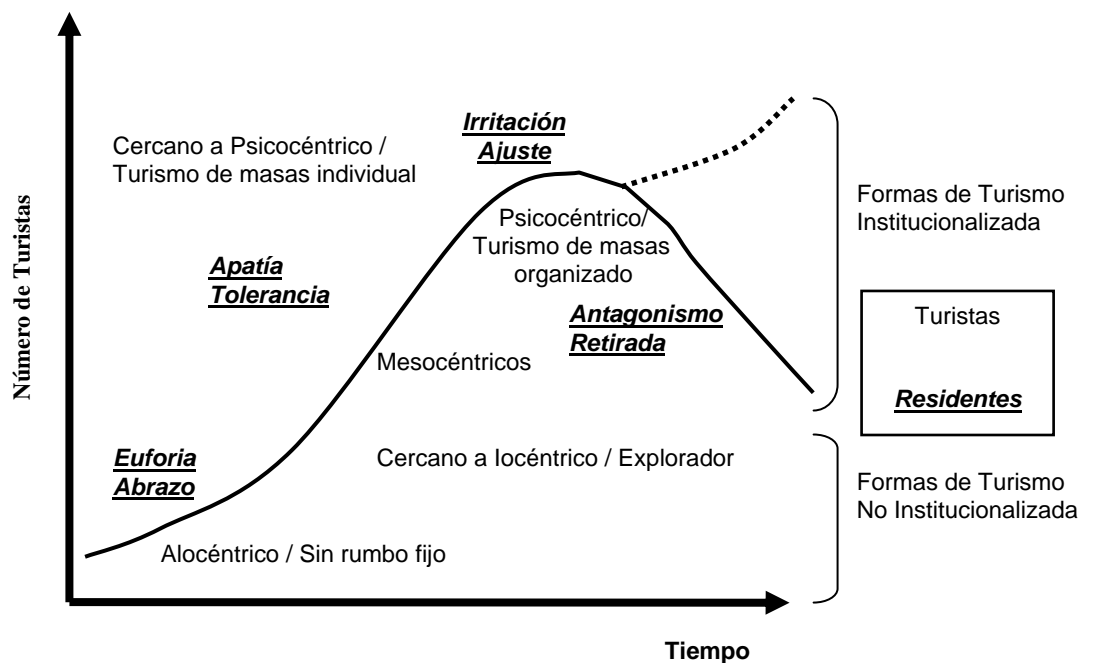 Número de Turistas
Cercano a Psicocéntrico /
Turismo de masas individual
Irritación
Ajuste
Psicocéntrico/
Turismo de masas
organizado
Apatía
Tolerancia
Antagonismo
Retirada
Mesocéntricos
Euforia
Abrazo
Cercano a locéntrico / Explorador
Alocéntrico / Sin rumbo fijo
Tiempo
Formas de Turismo
Institucionalizada
Turistas
Residentes
Formas de Turismo
No Institucionalizada